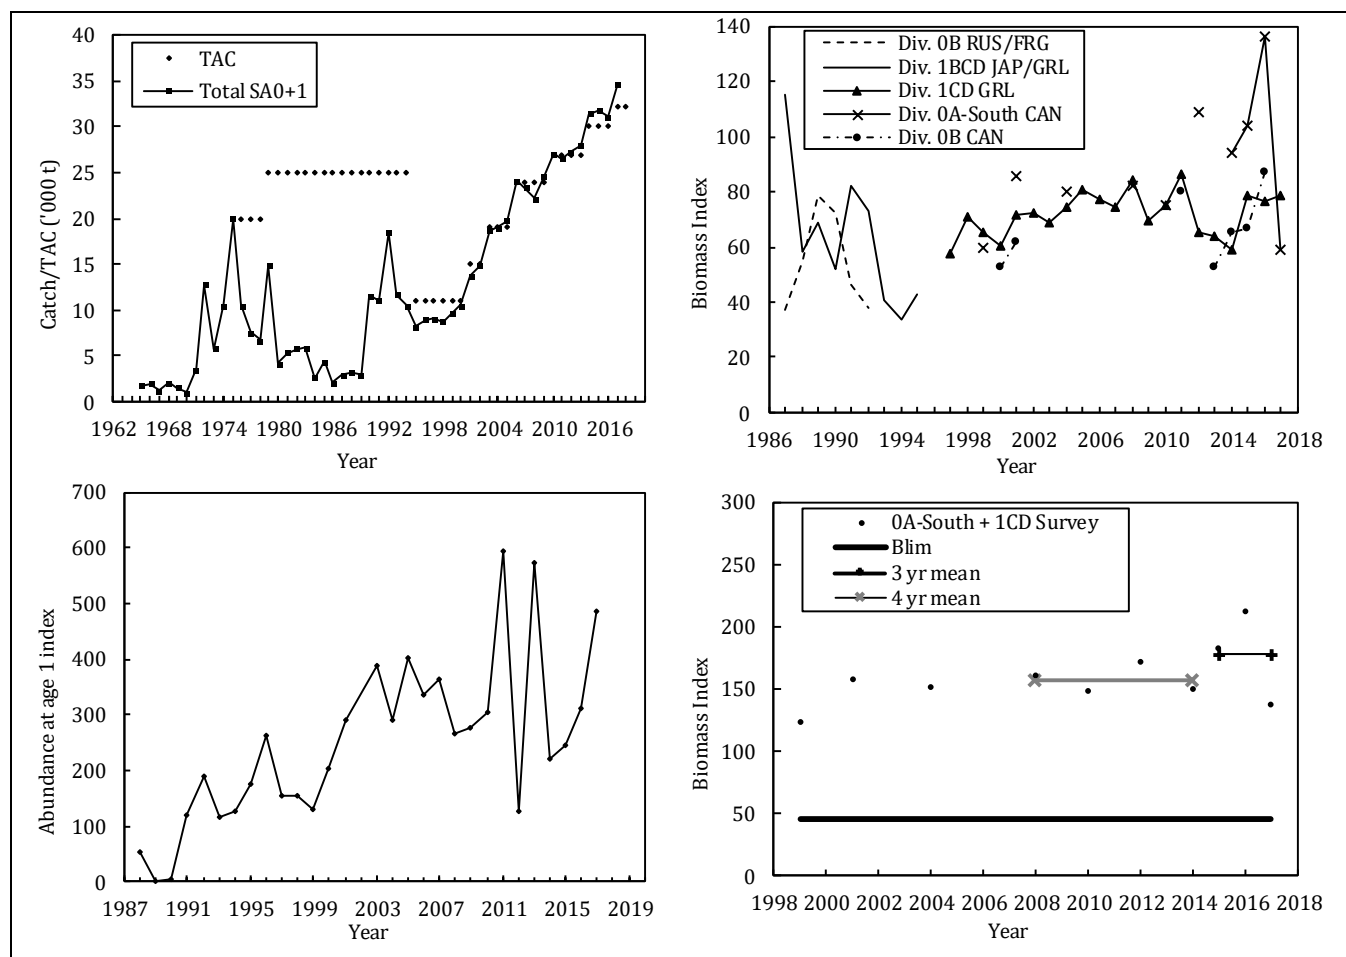 40
35
30
25
20
15
10
5
0
Catch/TAC ('000 t)
TAC
Total SA0+1
1962 1968 1974 1980 1986 1992 1998 2004 2010 2016
Year
140
120
100
80
60
40
20
0
Biomass Index
Div. 0B RUS/FRG
Div. 1BCD JAP/GRL
Div. 1CD GRL
Div. 0A-South CAN
Div. 0B CAN
1986 1990 1994 1998 2002 2006 2010 2014 2018
Year
700
600
500
400
300
200
100
0
Abundance at age 1 index
1987 1991 1995 1999 2003 2007 2011 2015 2019
Year
300
250
200
150
100
50
0
Biomass Index
0A-South + 1CD Survey
Blim
3 yr mean
4 yr mean
1998 2000 2002 2004 2006 2008 2010 2012 2014 2016 2018
Year